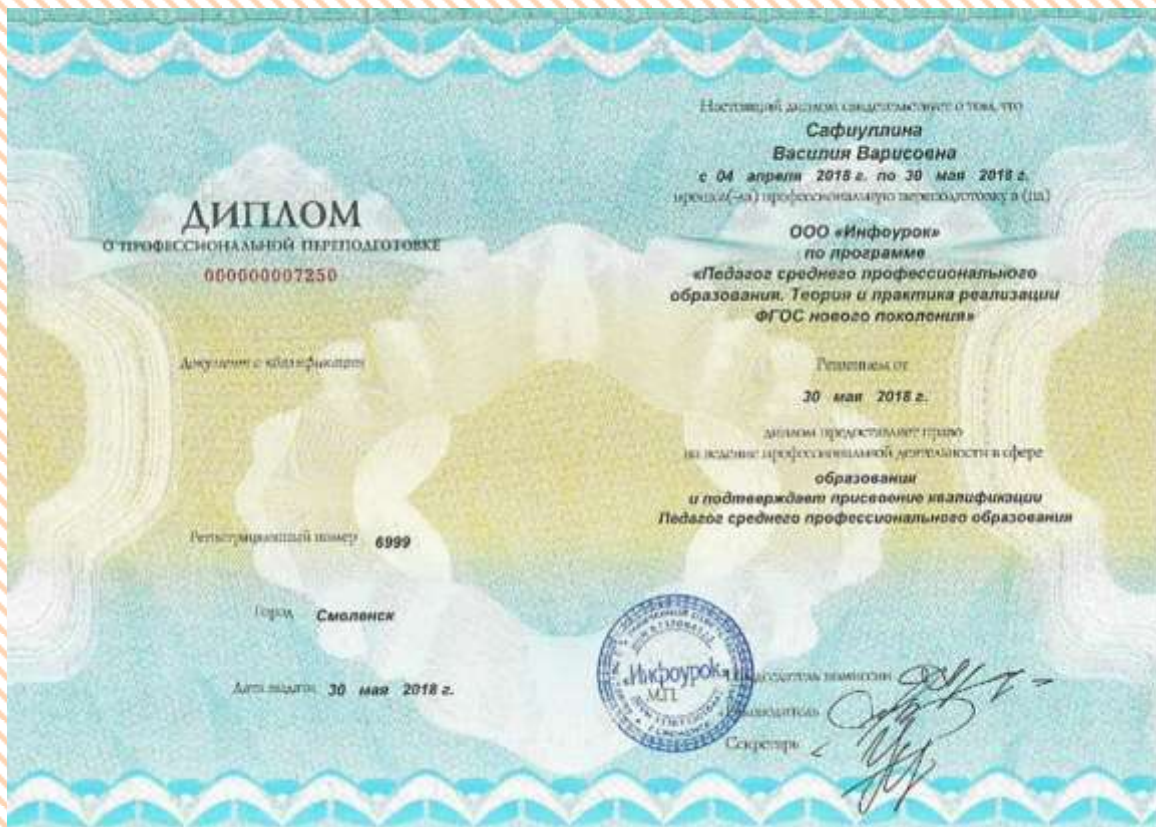 ДИПЛОМ
О ПРОФЕССИОНАЛЬНОЙ ПЕРЕПОДГОТОВКЕ
000000007250
Документ о квалификации
Регистрационный номер 6999
Город Смоленск
Дата выдачи 30 мая 2018 г.
Настоящий диплом свидетельствует о том, что
Сафиуллина
Василия Варисовна
с 04 апреля 2018 г. по 30 мая 2018 г.
прошел(-ла) профессиональную переподготовку в (на)
ООО «Инфоурок»
по программе
«Педагог среднего профессионального
образования. Теория и практика реализации
ФГОС нового поколения»
Решением от
30 мая 2018 г.
диплом предоставляет право
на ведение профессиональной деятельности в сфере
образования
и подтверждает присвоение квалификации
Педагог среднего профессионального образования
«Инфоурок»
М.П.
Председатель комиссии
Руководитель
Секретарь